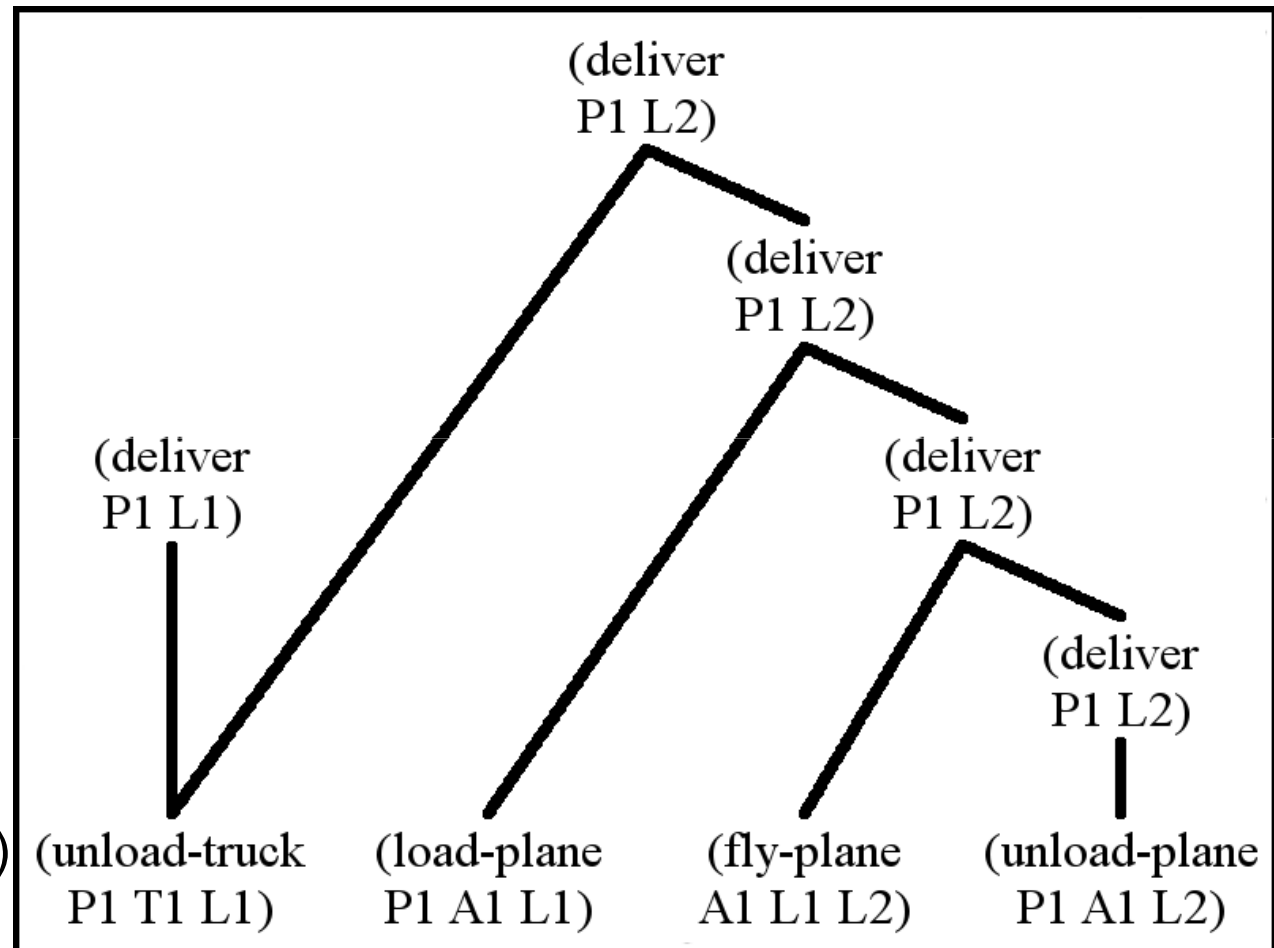 (deliver
P1 L2)
(deliver
P1 L2)
(deliver
P1 L1)
(deliver
P1 L2)
(deliver
P1 L2)
)
(unload-truck
P1 T1 L1)
(load-plane
P1 A1 L1)
(fly-plane
A1 L1 L2)
(unload-plane
P1 A1 L2)